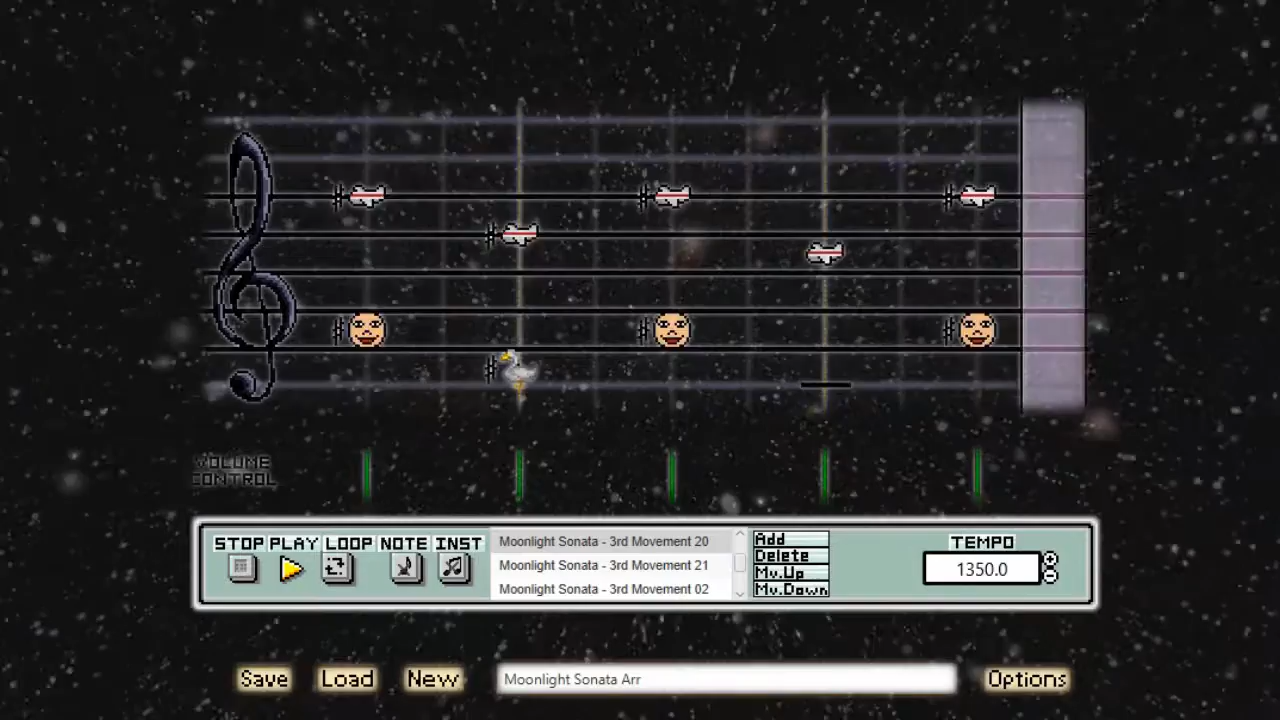 VOLUME
CONTROL
STOP PLAY LOOP NOTE INST
Moonlight Sonata - 3rd Movement 20
Moonlight Sonata - 3rd Movement 21
Moonlight Sonata - 3rd Movement 02
Add
Delete
Mv.Up
Mv.Down
TEMPO
1350.0
Save Load New
Moonlight Sonata Arr
Options